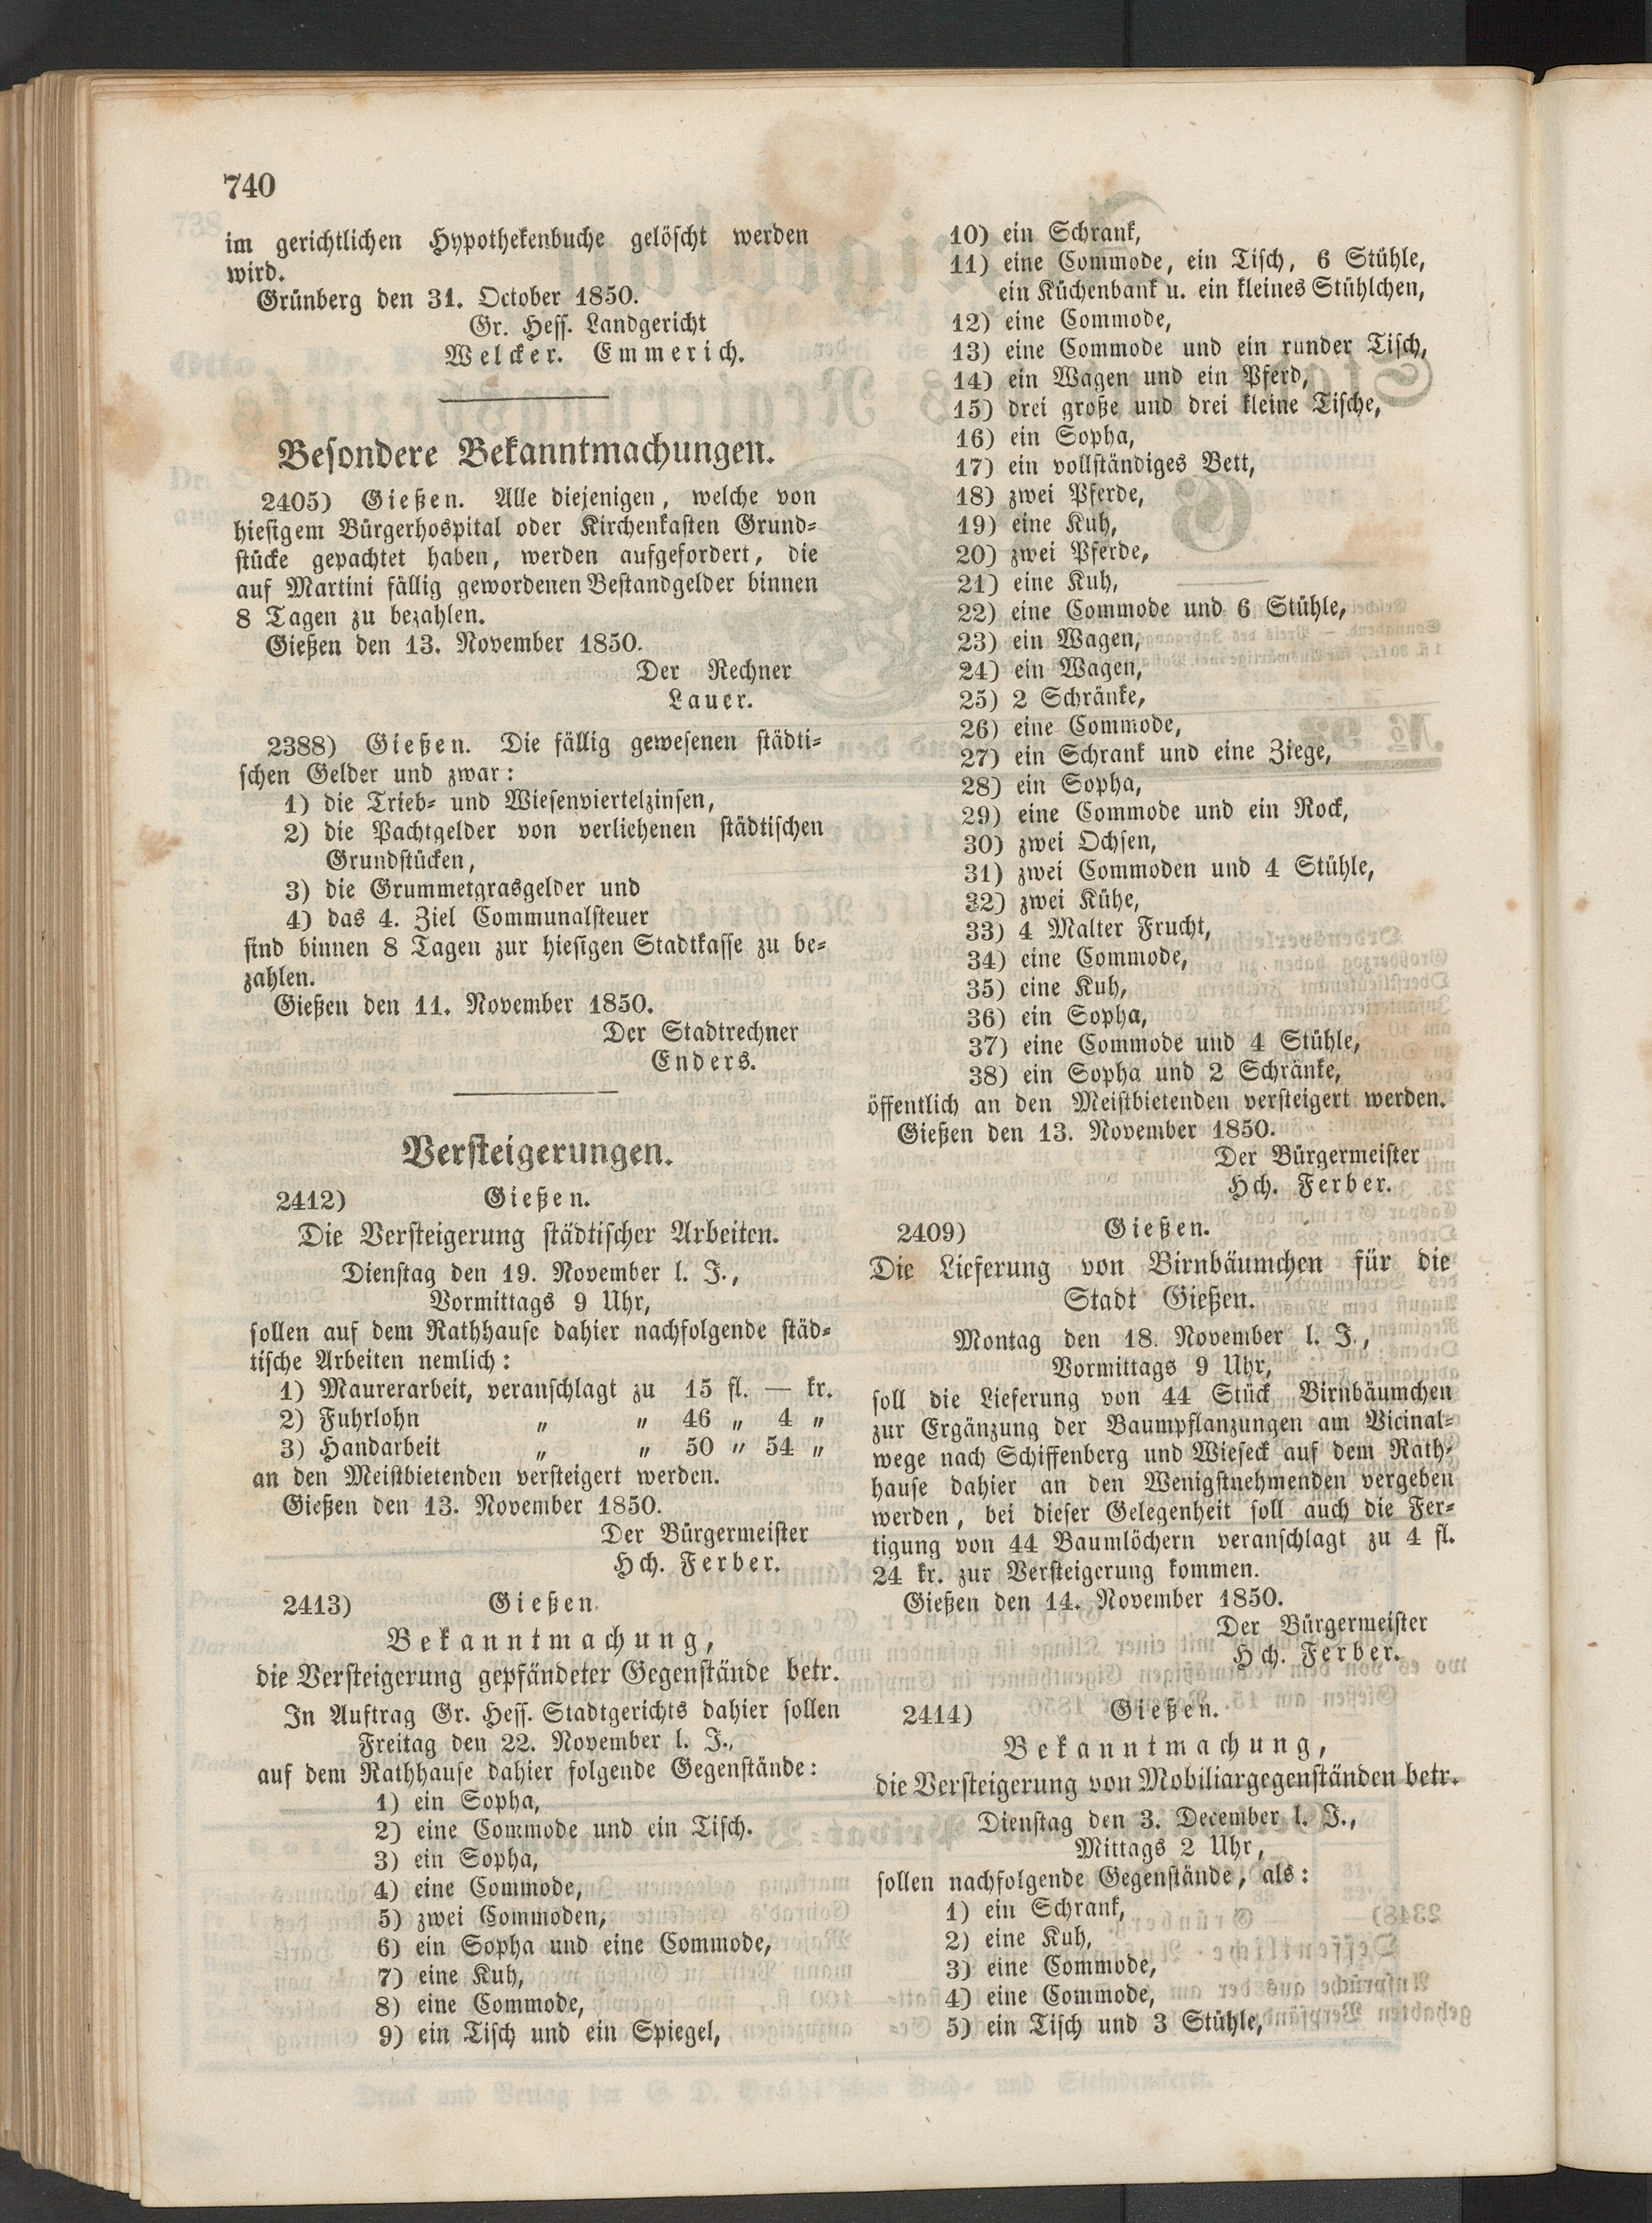 740
im gerichtlichen Hypothekenbuche gelöscht werden
wird.
Grünberg den 31. October 1850.
Gr. Hess. Landgericht
Welcker. Emmerich.
Besondere Bekanntmachungen.
2405) Gießen. Alle diejenigen, welche von
hiesigem Bürgerhospital oder Kirchenkasten Grund-
stücke gepachtet haben, werden aufgefordert, die
auf Martini fällig gewordenen Bestandgelder binnen
8 Tagen zu bezahlen.
Gießen den 13. November 1850.
Der Rechner
Lauer.
2388) Gießen. Die fällig gewesenen städti-
schen Gelder und zwar:
1) die Trieb- und Wiesenviertelzinsen,
2) die Pachtgelder von verliehenen städtischen
Grundstücken,
3) die Grummetgrasgelder und
4) das 4. Ziel Communalsteuer
sind binnen 8 Tagen zur hiesigen Stadtkasse zu be-
zahlen.
Gießen den 11. November 1850.
Der Stadtrechner
Enders.
Versteigerungen.
2412) Gießen.
Die Versteigerung städtischer Arbeiten.
Dienstag den 19. November l. J.,
Vormittags 9 Uhr,
sollen auf dem Rathhause dahier nachfolgende städ-
tische Arbeiten nemlich:
1) Maurerarbeit, veranschlagt zu 15 fl. — kr.
2) Fuhrlohn „ „ 46 „ 4 „
3) Handarbeit „ „ 50 „ 54 „
an den Meistbietenden versteigert werden.
Gießen den 13. November 1850.
Der Bürgermeister
Hch. Ferber.
2413) Gießen.
Bekanntmachung,
die Versteigerung gepfändeter Gegenstände betr.
In Auftrag Gr. Hess. Stadtgerichts dahier sollen
Freitag den 22. November l. J.,
auf dem Rathhause dahier folgende Gegenstände:
1) ein Sopha,
2) eine Commode und ein Tisch.
3) ein Sopha,
4) eine Commode,
5) zwei Commoden,
6) ein Sopha und eine Commode,
7) eine Kuh,
8) eine Commode,
9) ein Tisch und ein Spiegel,
10) ein Schrank,
11) eine Commode, ein Tisch, 6 Stühle,
ein Küchenbank u. ein kleines Stühlchen,
12) eine Commode,
13) eine Commode und ein runder Tisch,
14) ein Wagen und ein Pferd,
15) drei große und drei kleine Tische,
16) ein Sopha,
17) ein vollständiges Bett,
18) zwei Pferde,
19) eine Kuh,
20) zwei Pferde,
21) eine Kuh,
22) eine Commode und 6 Stühle,
23) ein Wagen,
24) ein Wagen,
25) 2 Schränke,
26) eine Commode,
27) ein Schrank und eine Ziege,
28) ein Sopha,
29) eine Commode und ein Rock,
30) zwei Ochsen,
31) zwei Commoden und 4 Stühle,
32) zwei Kühe,
33) 4 Malter Frucht,
34) eine Commode,
35) eine Kuh,
36) ein Sopha,
37) eine Commode und 4 Stühle,
38) ein Sopha und 2 Schränke,
öffentlich an den Meistbietenden versteigert werden.
Gießen den 13. November 1850.
Der Bürgermeister
Hch. Ferber.
2409) Gießen.
Die Lieferung von Birnbäumchen für die
Stadt Gießen.
Montag den 18. November l. J.,
Vormittags 9 Uhr,
soll die Lieferung von 44 Stück Birnbäumchen
zur Ergänzung der Baumpflanzungen am Vicinal-
wege nach Schiffenberg und Wieseck auf dem Rath-
hause dahier an den Wenigstnehmenden vergeben
werden, bei dieser Gelegenheit soll auch die Fer-
tigung von 44 Baumlöchern veranschlagt zu 4 fl.
24 kr. zur Versteigerung kommen.
Gießen den 14. November 1850.
Der Bürgermeister
Hch. Ferber.
2414) Gießen.
Bekanntmachung,
die Versteigerung von Mobiliargegenständen betr.
Dienstag den 3. December l. J.,
Mittags 2 Uhr,
sollen nachfolgende Gegenstände, als:
1) ein Schrank,
2) eine Kuh,
3) eine Commode,
4) eine Commode,
5) ein Tisch und 3 Stühle,